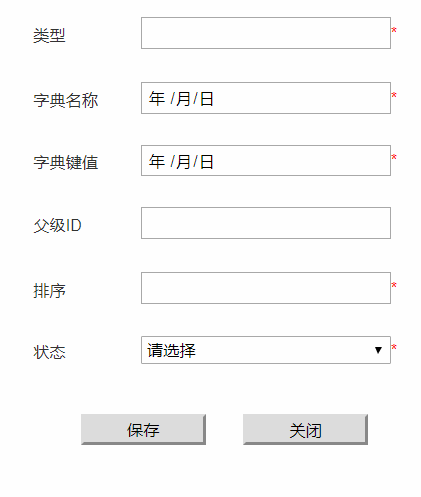 类型 *
字典名称 年 /月/日 *
字典键值 年 /月/日 *
父级ID
排序 *
状态 请选择 *
保存 关闭